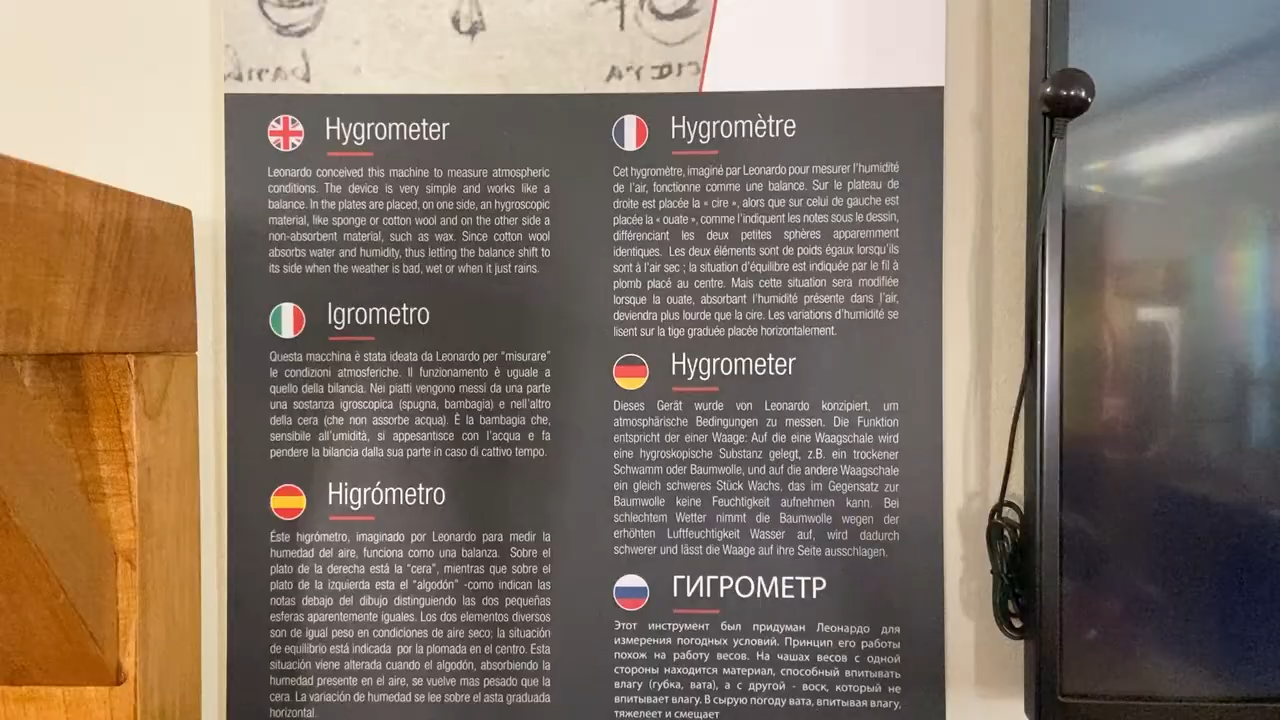 bamb
cera
Hygrometer
Leonardo conceived this machine to measure atmospheric
conditions. The device is very simple and works like a
balance. In the plates are placed, on one side, an hygroscopic
material, like sponge or cotton wool and on the other side a
non-absorbent material, such as wax. Since cotton wool
absorbs water and humidity, thus letting the balance shift to
its side when the weather is bad, wet or when it just rains.
Igrometro
Questa macchina è stata ideata da Leonardo per “misurare”
le condizioni atmosferiche. Il funzionamento è uguale a
quello della bilancia. Nei piatti vengono messi da una parte
una sostanza igroscopica (spugna, bambagia) e nell’altro
della cera (che non assorbe acqua). È la bambagia che,
sensibile all’umidità, si appesantisce con l’acqua e fa
pendere la bilancia dalla sua parte in caso di cattivo tempo.
Higrómetro
Éste higrómetro, imaginado por Leonardo para medir la
humedad del aire, funciona como una balanza. Sobre el
plato de la derecha está la “cera”, mientras que sobre el
plato de la izquierda esta el “algodón” -como indican las
notas debajo del dibujo distinguiendo las dos pequeñas
esferas aparentemente iguales. Los dos elementos diversos
son de igual peso en condiciones de aire seco; la situación
de equilibrio está indicada por la plomada en el centro. Esta
situación viene alterada cuando el algodón, absorbiendo la
humedad presente en el aire, se vuelve mas pesado que la
cera. La variación de humedad se lee sobre el asta graduada
horizontal.
Hygromètre
Cet hygromètre, imaginé par Leonardo pour mesurer l’humidité
de l’air, fonctionne comme une balance. Sur le plateau de
droite est placée la « cire », alors que sur celui de gauche est
placée la « ouate », comme l’indiquent les notes sous le dessin,
différenciant les deux petites sphères apparemment
identiques. Les deux éléments sont de poids égaux lorsqu’ils
sont à l’air sec ; la situation d’équilibre est indiquée par le fil à
plomb placé au centre. Mais cette situation sera modifiée
lorsque la ouate, absorbant l’humidité présente dans l’air,
deviendra plus lourde que la cire. Les variations d’humidité se
lisent sur la tige graduée placée horizontalement.
Hygrometer
Dieses Gerät wurde von Leonardo konzipiert, um
atmosphärische Bedingungen zu messen. Die Funktion
entspricht der einer Waage: Auf die eine Waagschale wird
eine hygroskopische Substanz gelegt, z.B. ein trockener
Schwamm oder Baumwolle, und auf die andere Waagschale
ein gleich schweres Stück Wachs, das im Gegensatz zur
Baumwolle keine Feuchtigkeit aufnehmen kann. Bei
schlechtem Wetter nimmt die Baumwolle wegen der
erhöhten Luftfeuchtigkeit Wasser auf, wird dadurch
schwerer und lässt die Waage auf ihre Seite ausschlagen.
ГИГРОМЕТР
Этот инструмент был придуман Леонардо для
измерения погодных условий. Принцип его работы
похож на работу весов. На чашах весов с одной
стороны находится материал, способный впитывать
влагу (губка, вата), а с другой - воск, который не
впитывает влагу. В сырую погоду вата, впитывая влагу,
тяжелеет и смещает